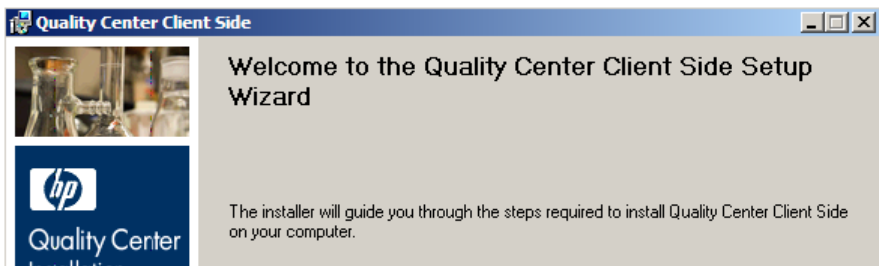 Quality Center Client Side
Welcome to the Quality Center Client Side Setup
Wizard
hp
Quality Center
The installer will guide you through the steps required to install Quality Center Client Side
on your computer.